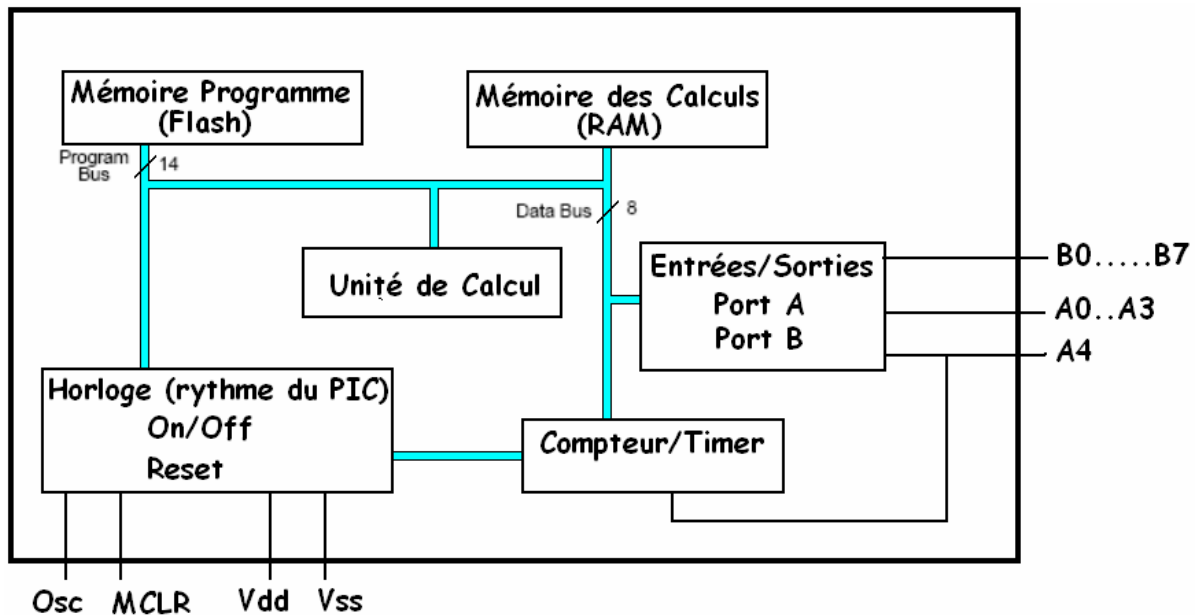 Mémoire Programme
(Flash)
Mémoire des Calculs
(RAM)
Program
Bus
14
Data Bus
8
Unité de Calcul
Entrées/Sorties
Port A
Port B
B0.....B7
A0..A3
A4
Horloge (rythme du PIC)
On/Off
Reset
Compteur/Timer
Osc
MCLR
Vdd
Vss